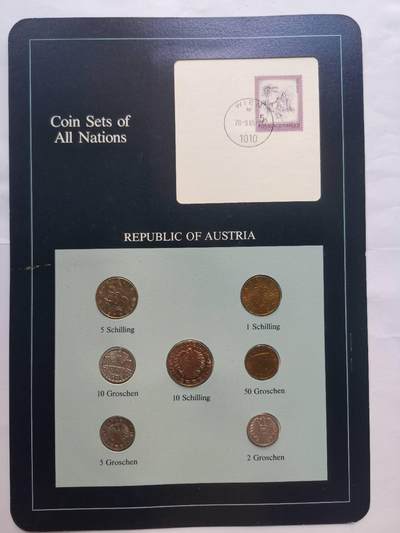 Coin Sets of
All Nations
WIEN
1010
REPUBLIC OF AUSTRIA
5 Schilling
1 Schilling
10 Groschen
10 Schilling
50 Groschen
5 Groschen
2 Groschen